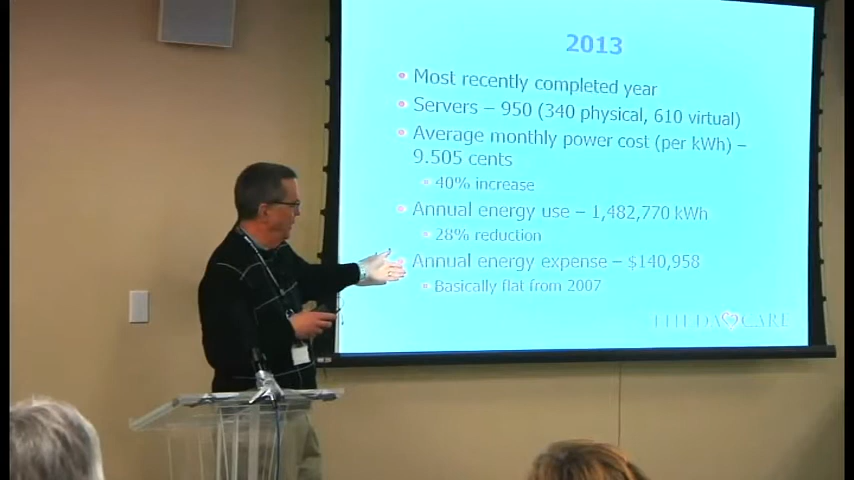 2013
Most recently completed year
Servers – 950 (340 physical, 610 virtual)
Average monthly power cost (per kWh) –
9.505 cents
40% increase
Annual energy use – 1,482,770 kWh
28% reduction
Annual energy expense – $140,958
Basically flat from 2007
THEDA CARE